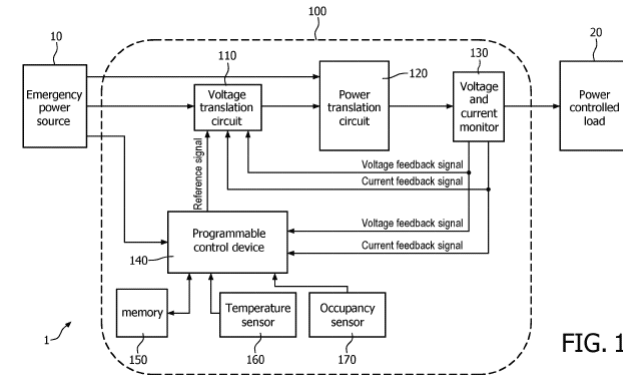 100
10
110
120
130
20
Emergency
power
source
Voltage
translation
circuit
Power
translation
circuit
Voltage
and
current
monitor
Power
controlled
load
Reference signal
Voltage feedback signal
Current feedback signal
Voltage feedback signal
Current feedback signal
Programmable
control device
140
memory
Temperature
sensor
Occupancy
sensor
1
150
160
170
FIG. 1